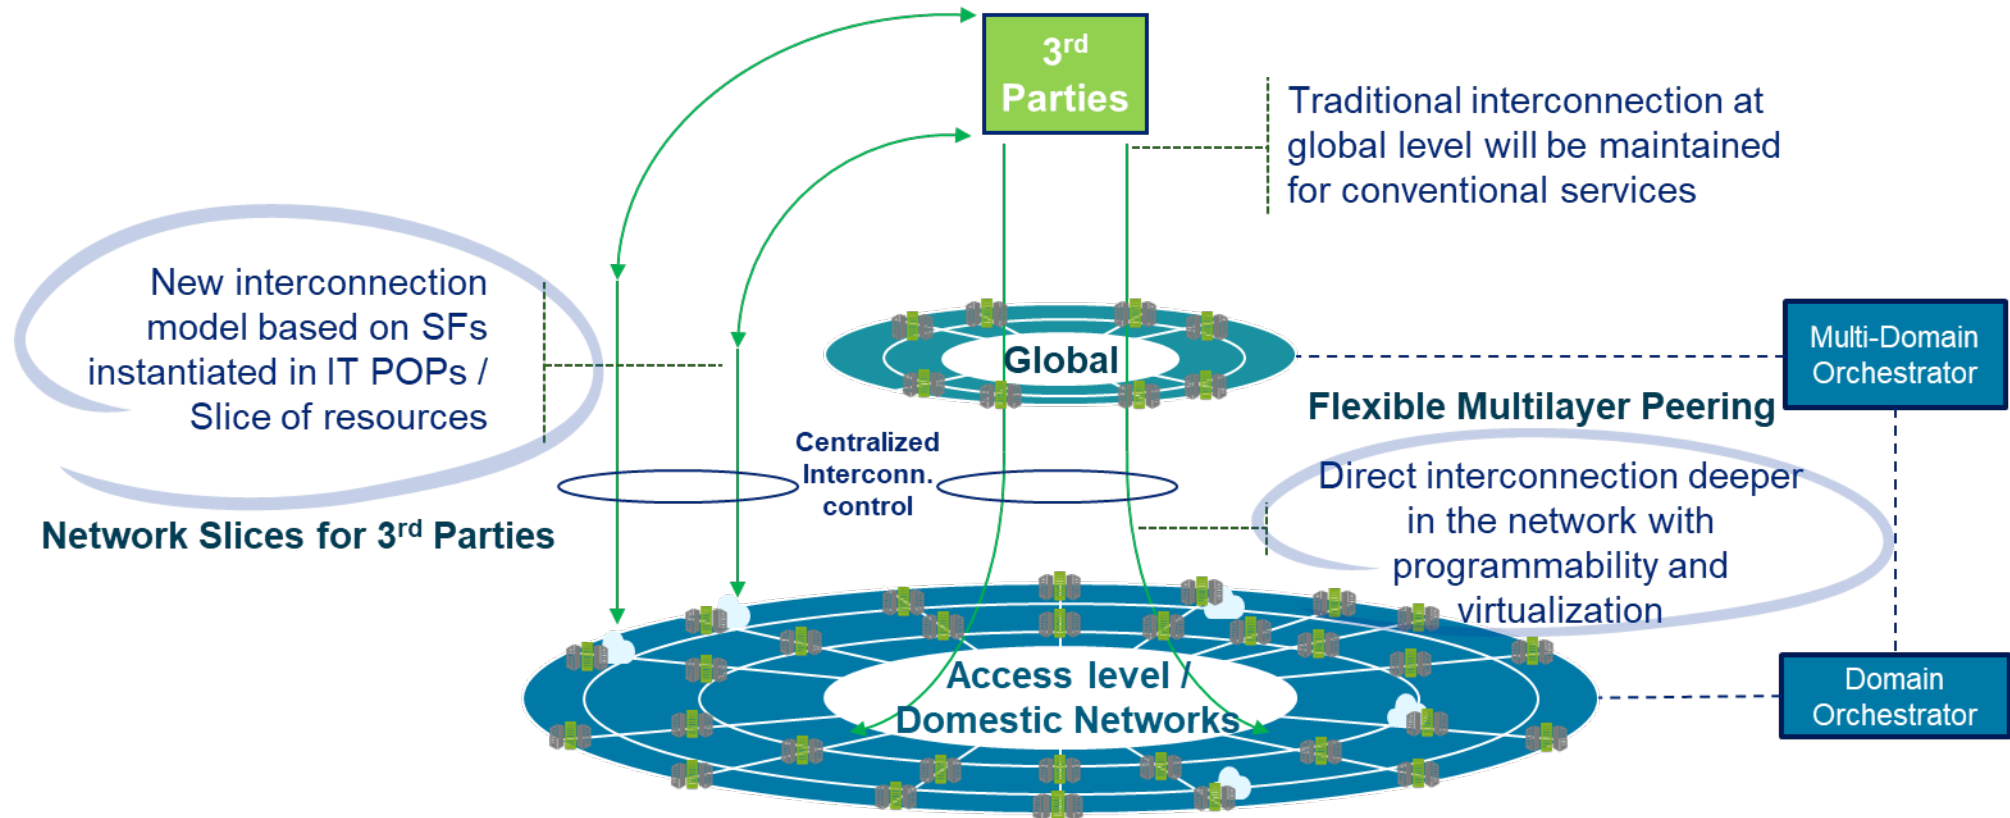 3rd
Parties
Traditional interconnection at
global level will be maintained
for conventional services
New interconnection
model based on SFs
instantiated in IT POPs /
Slice of resources
Network Slices for 3rd Parties
Global
Multi-Domain
Orchestrator
Flexible Multilayer Peering
Centralized
Interconn.
control
Direct interconnection deeper
in the network with
programmability and
virtualization
Access level /
Domestic Networks
Domain
Orchestrator